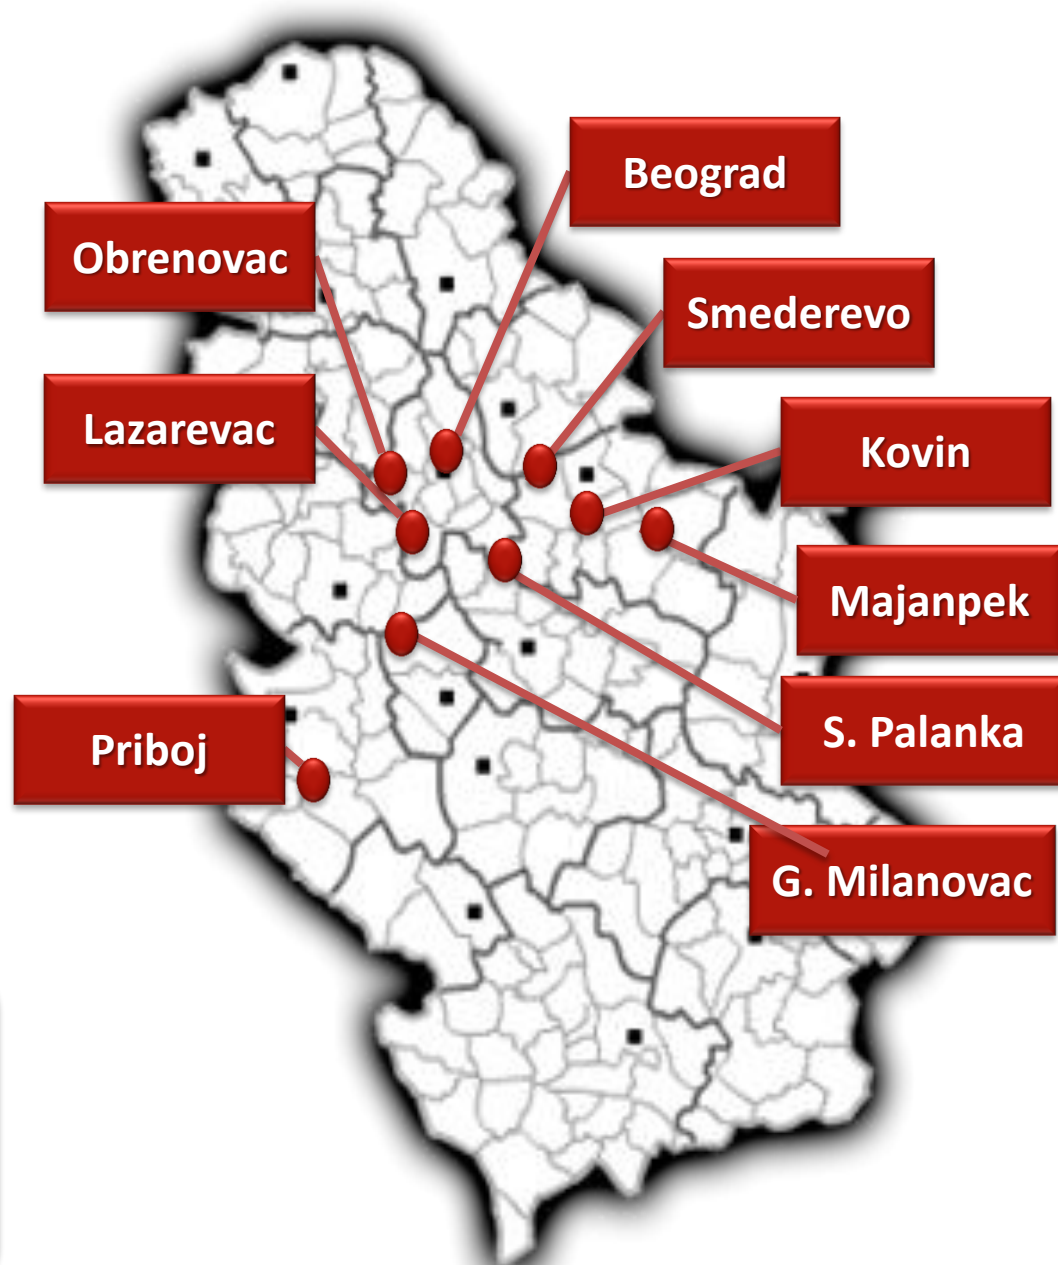 Beograd
Obrenovac
Smederevo
Lazarevac
Kovin
Majanpek
S. Palanka
Priboj
G. Milanovac